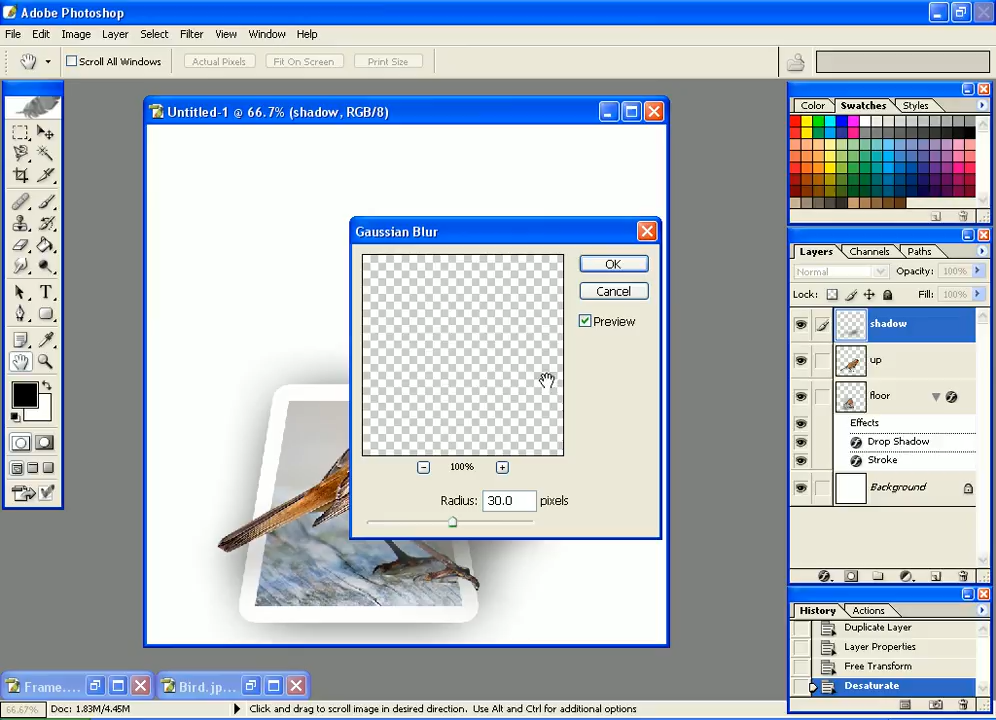 Adobe Photoshop
File Edit Image Layer Select Filter View Window Help
Scroll All Windows Actual Pixels Fit On Screen Print Size
Untitled-1 @ 66.7% (shadow, RGB/8)
Color Swatches Styles
Gaussian Blur
OK
Cancel
Preview
100%
Radius: 30.0 pixels
Layers Channels Paths
Normal Opacity: 100%
Lock: Fill: 100%
shadow
up
floor
Effects
Drop Shadow
Stroke
Background
History Actions
Duplicate Layer
Layer Properties
Free Transform
Desaturate
Frame.... Bird.jp...
66.67% Doc: 1.83M/4.45M Click and drag to scroll image in desired direction. Use Alt and Ctrl for additional options